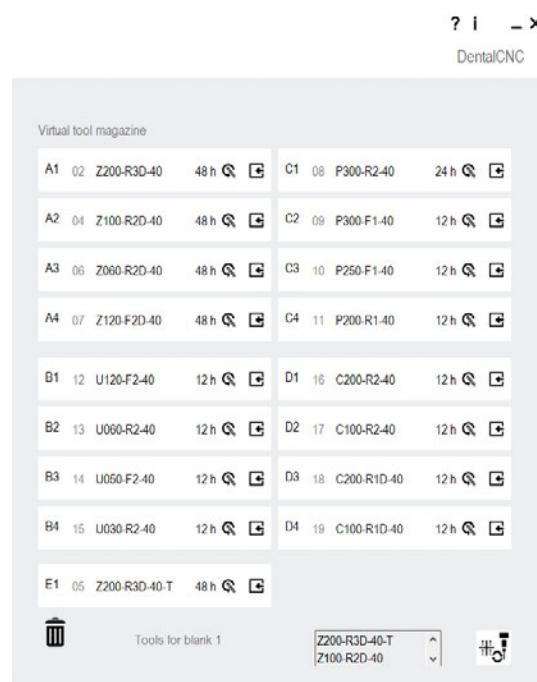 ? i
DentalCNC
Virtual tool magazine
A1 02 Z200-R3D-40 48 h
C1 08 P300-R2-40 24 h
A2 04 Z100-R2D-40 48 h
C2 09 P300-F1-40 12 h
A3 06 Z060-R2D-40 48 h
C3 10 P250-F1-40 12 h
A4 07 Z120-F2D-40 48 h
C4 11 P200-R1-40 12 h
B1 12 U120-F2-40 12 h
D1 16 C200-R2-40 12 h
B2 13 U060-R2-40 12 h
D2 17 C100-R2-40 12 h
B3 14 U050-F2-40 12 h
D3 18 C200-R1D-40 12 h
B4 15 U030-R2-40 12 h
D4 19 C100-R1D-40 12 h
E1 05 Z200-R3D-40-T 48 h
Tools for blank 1
Z200-R3D-40-T
Z100-R2D-40